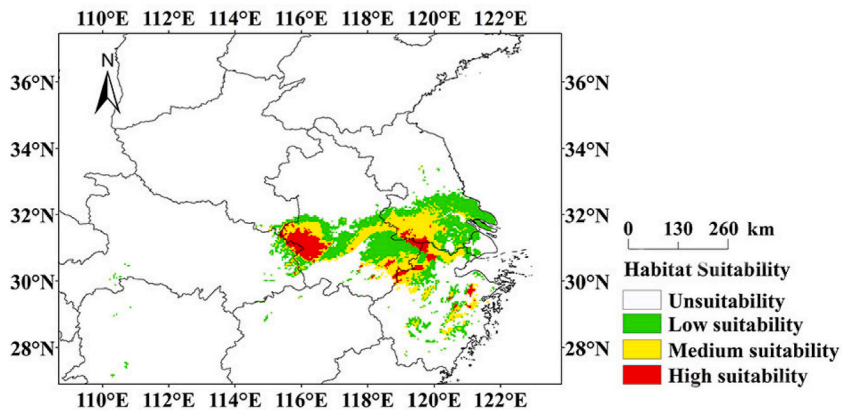 110°E 112°E 114°E 116°E 118°E 120°E 122°E
N
36°N 36°N
34°N 34°N
32°N 32°N
0 130 260 km
30°N 30°N
Habitat Suitability
Unsuitability
Low suitability
28°N 28°N
Medium suitability
High suitability
110°E 112°E 114°E 116°E 118°E 120°E 122°E